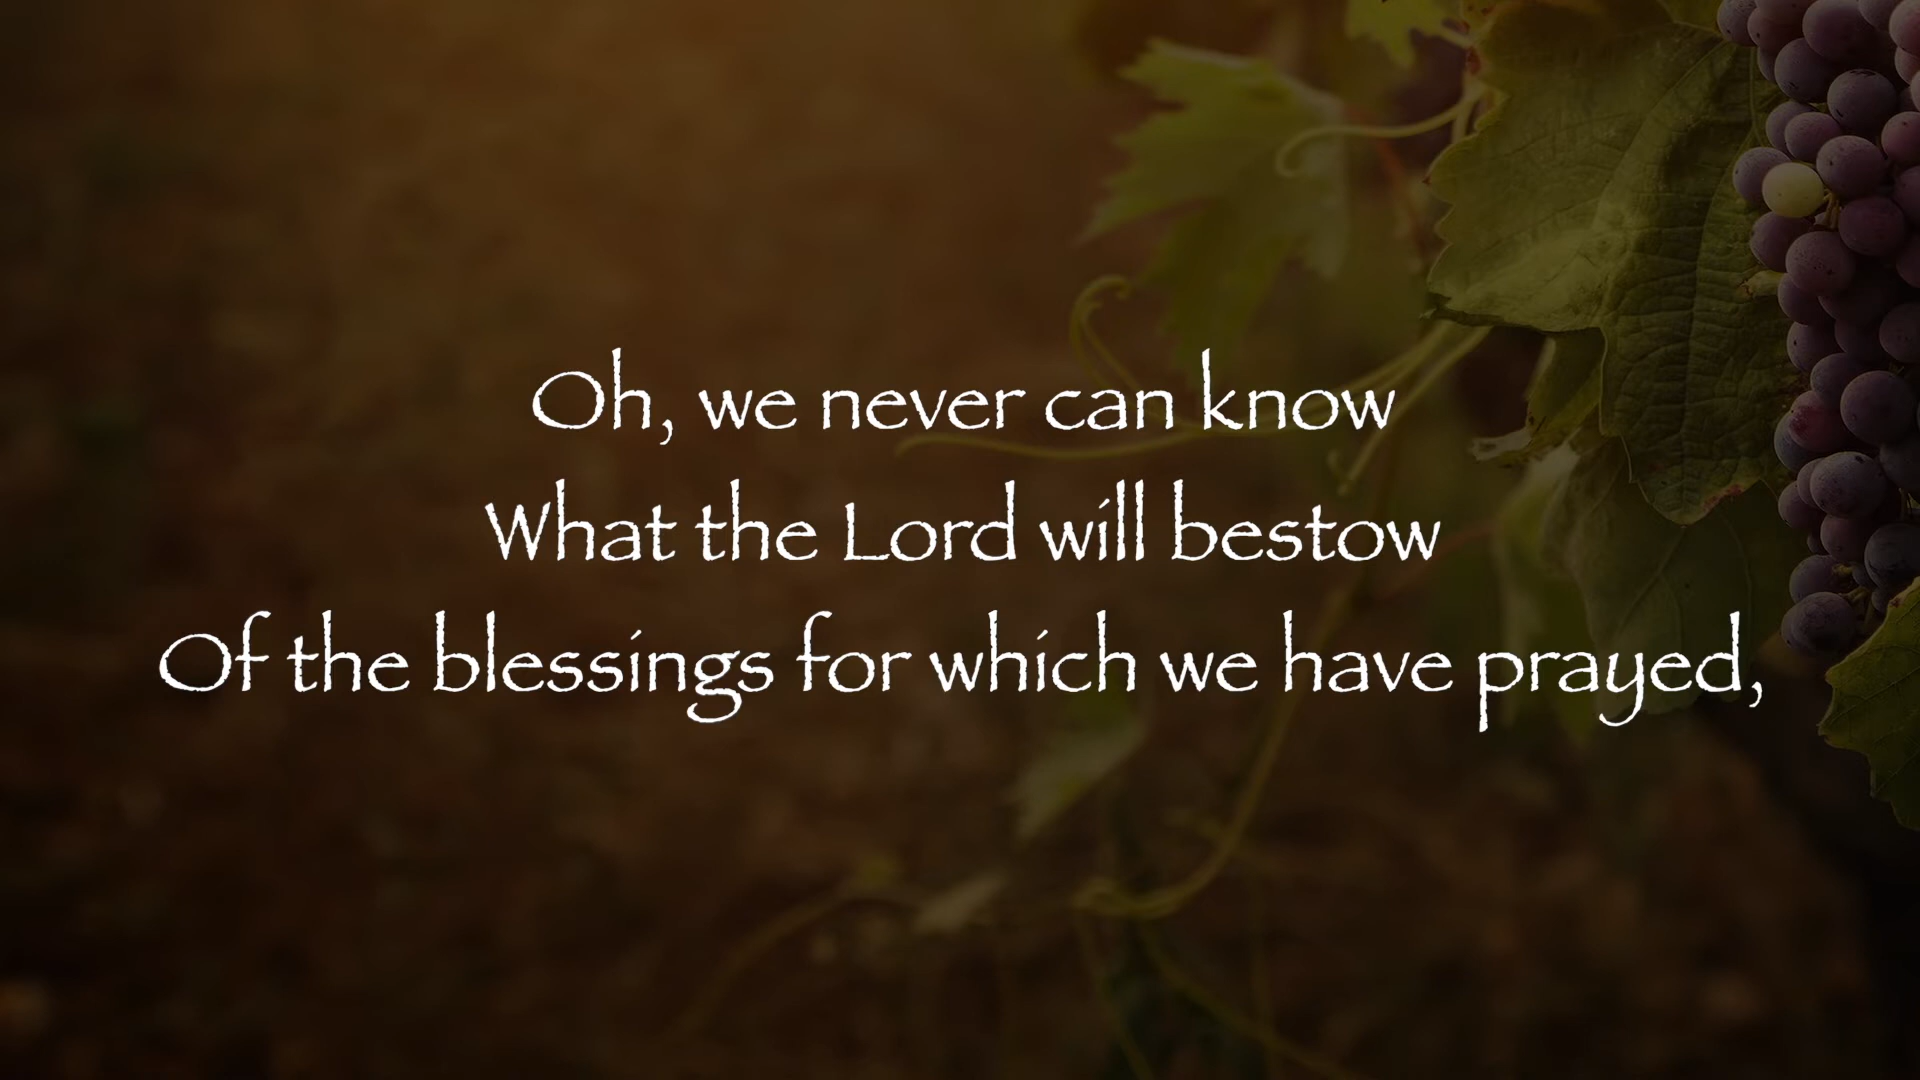 Oh, we never can know
What the Lord will bestow
Of the blessings for which we have prayed,